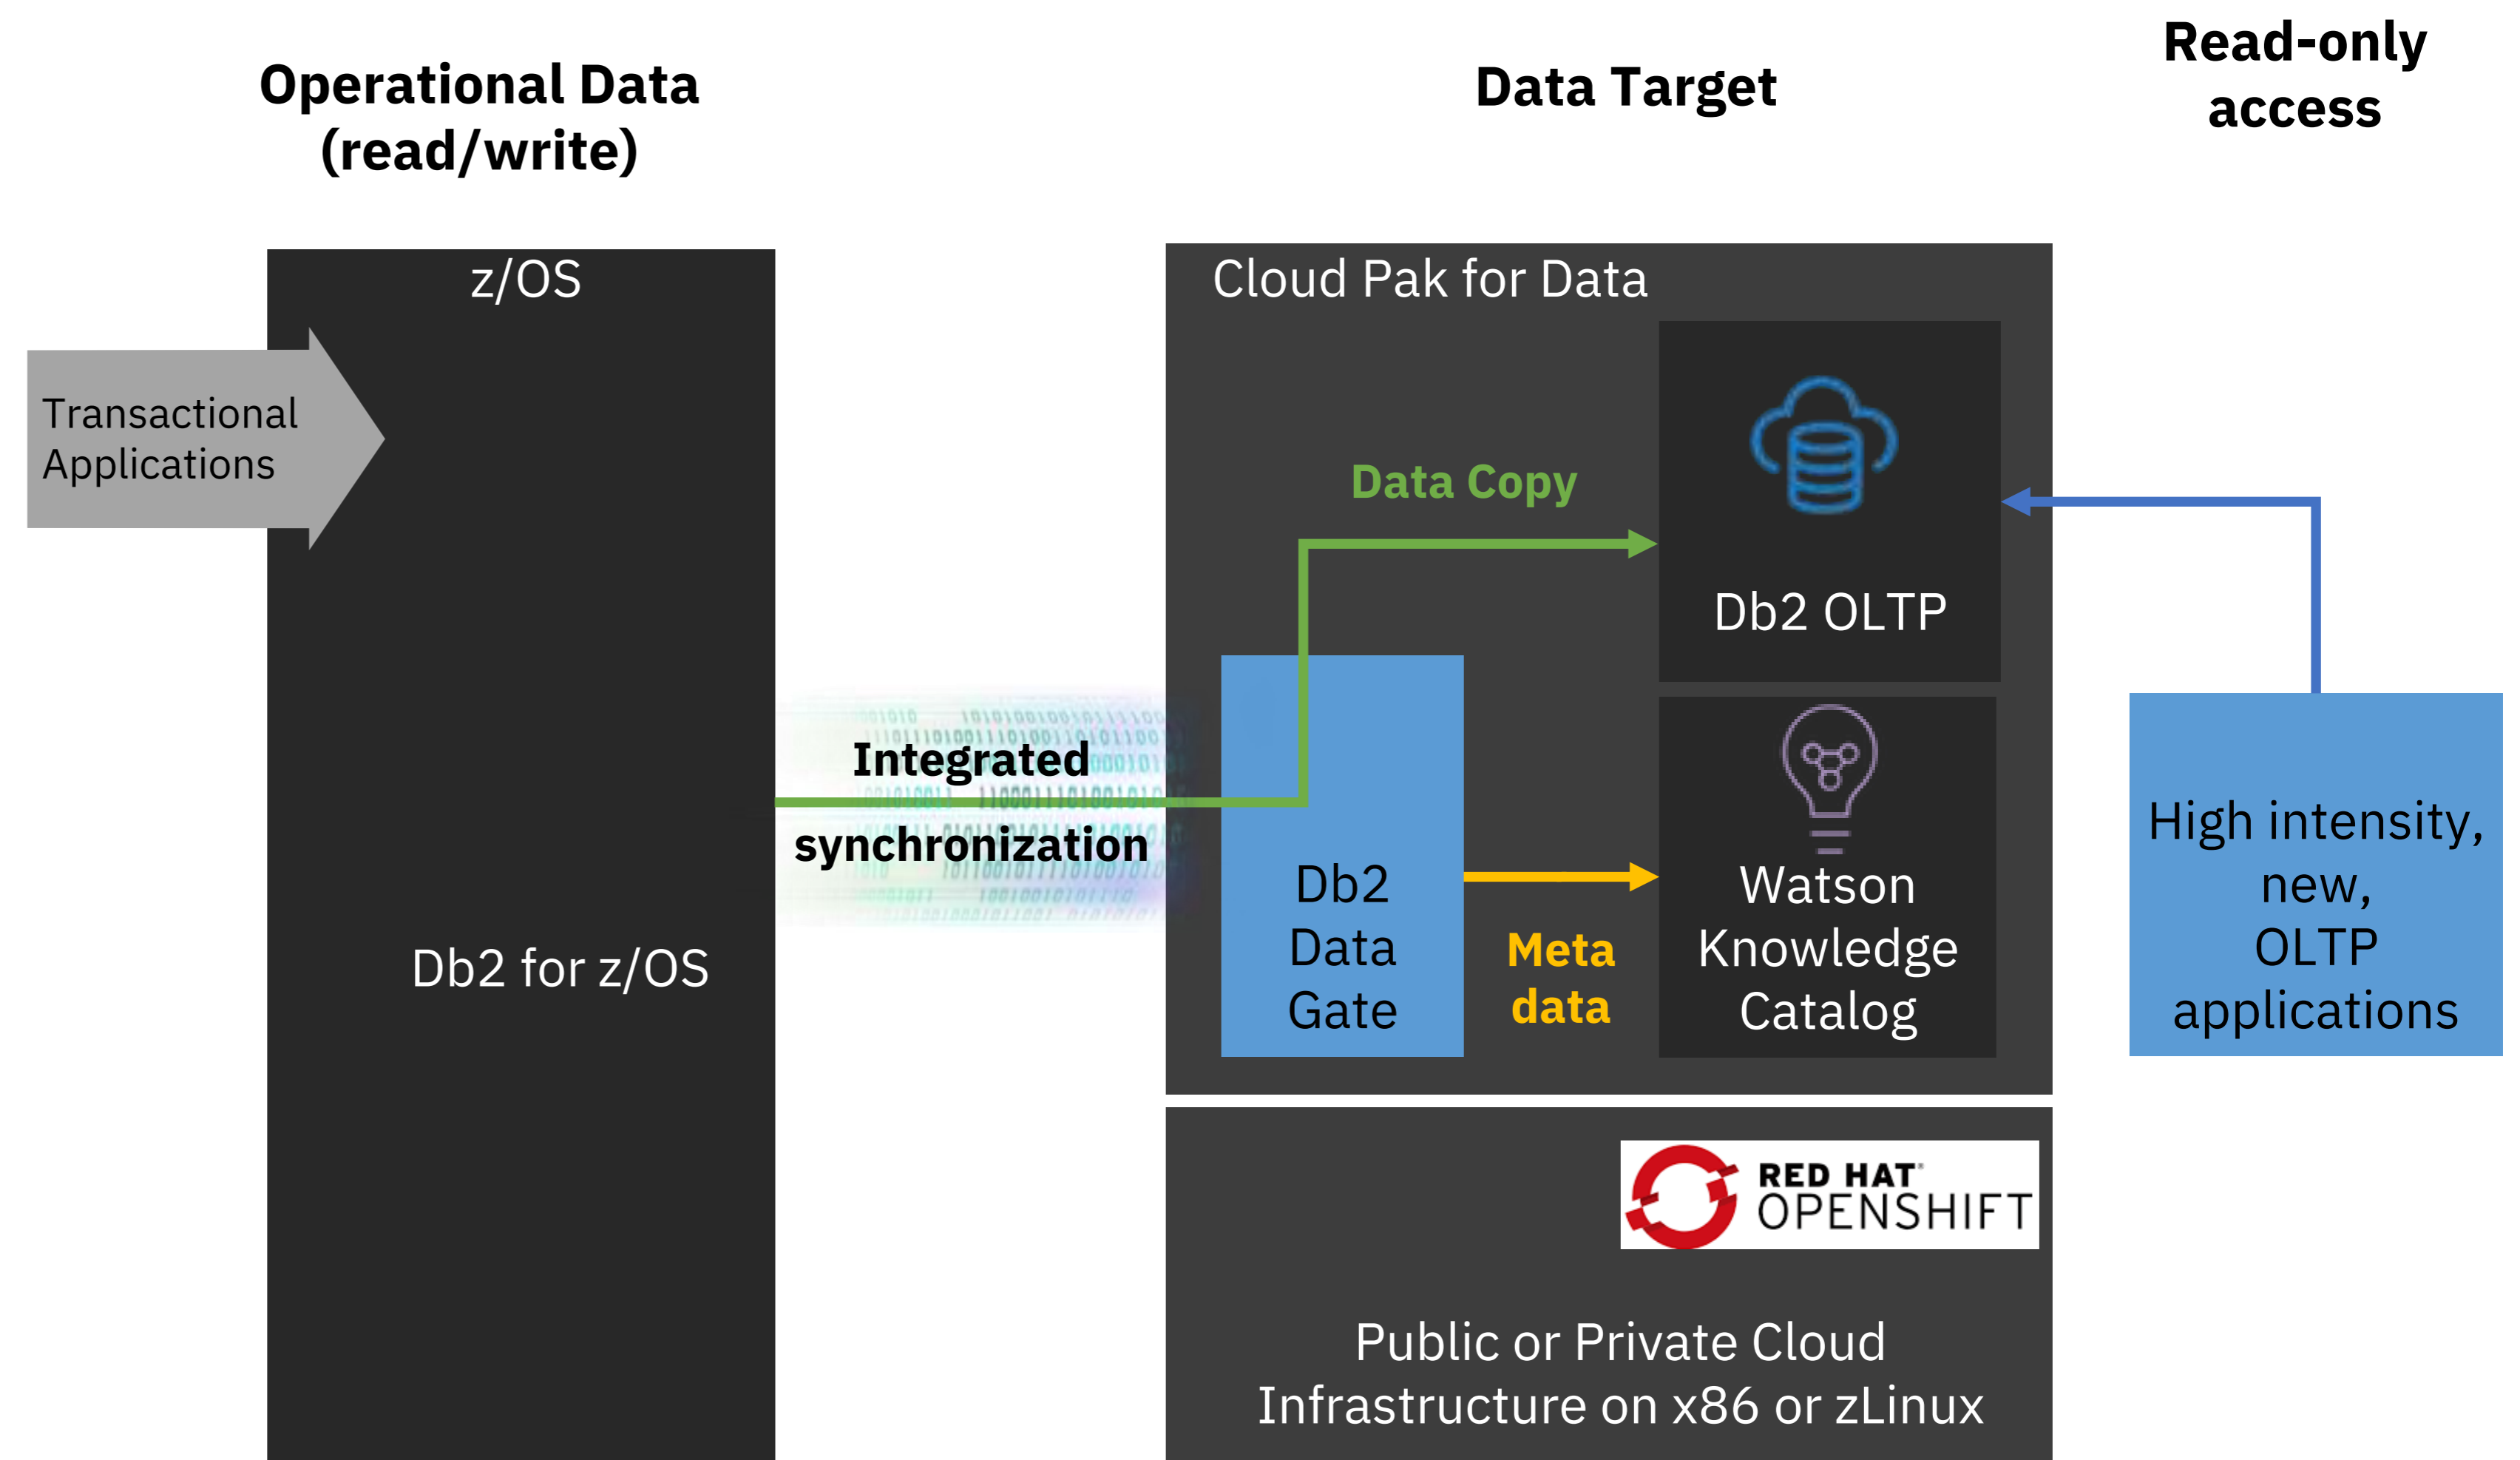 Operational Data
(read/write)
Data Target
Read-only
access
z/OS
Transactional
Applications
Db2 for z/OS
Integrated
synchronization
Cloud Pak for Data
Data Copy
Db2 OLTP
Db2
Data
Gate
Meta
data
Watson
Knowledge
Catalog
High intensity,
new,
OLTP
applications
RED HAT®
OPENSHIFT
Public or Private Cloud
Infrastructure on x86 or zLinux